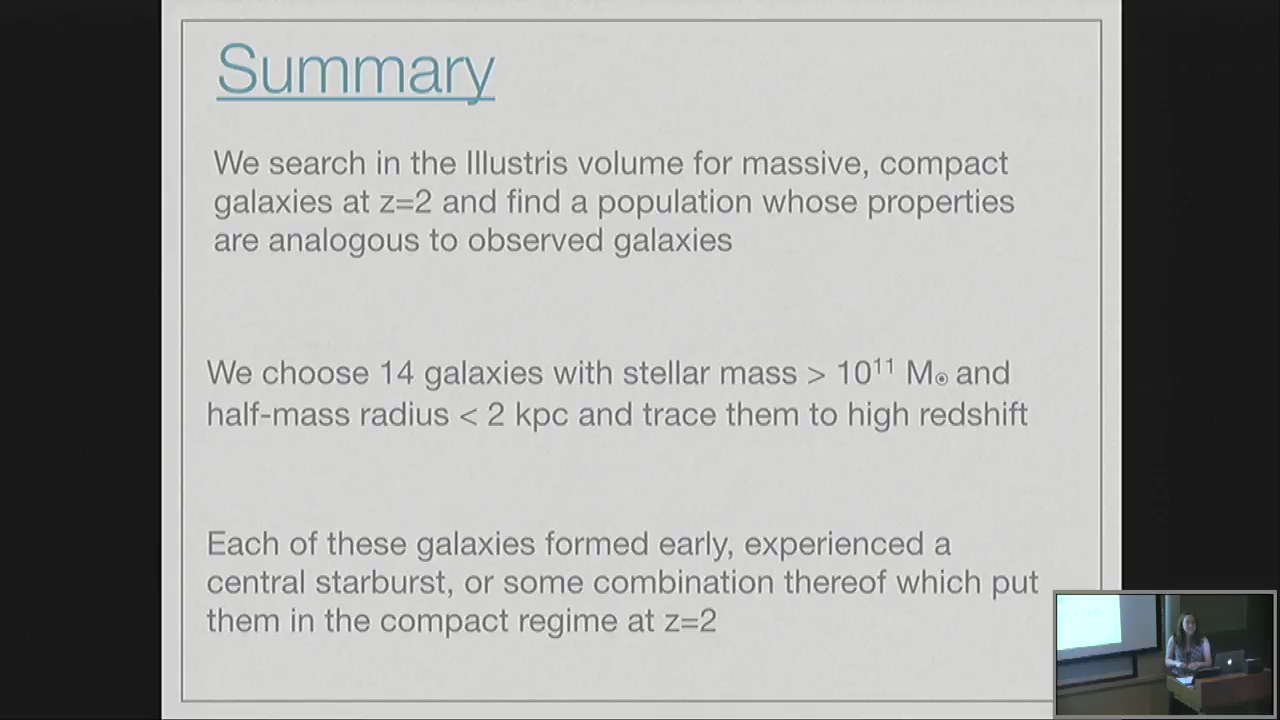 Summary
We search in the Illustris volume for massive, compact
galaxies at z=2 and find a population whose properties
are analogous to observed galaxies
We choose 14 galaxies with stellar mass > 10¹¹ M☉ and
half-mass radius < 2 kpc and trace them to high redshift
Each of these galaxies formed early, experienced a
central starburst, or some combination thereof which put
them in the compact regime at z=2